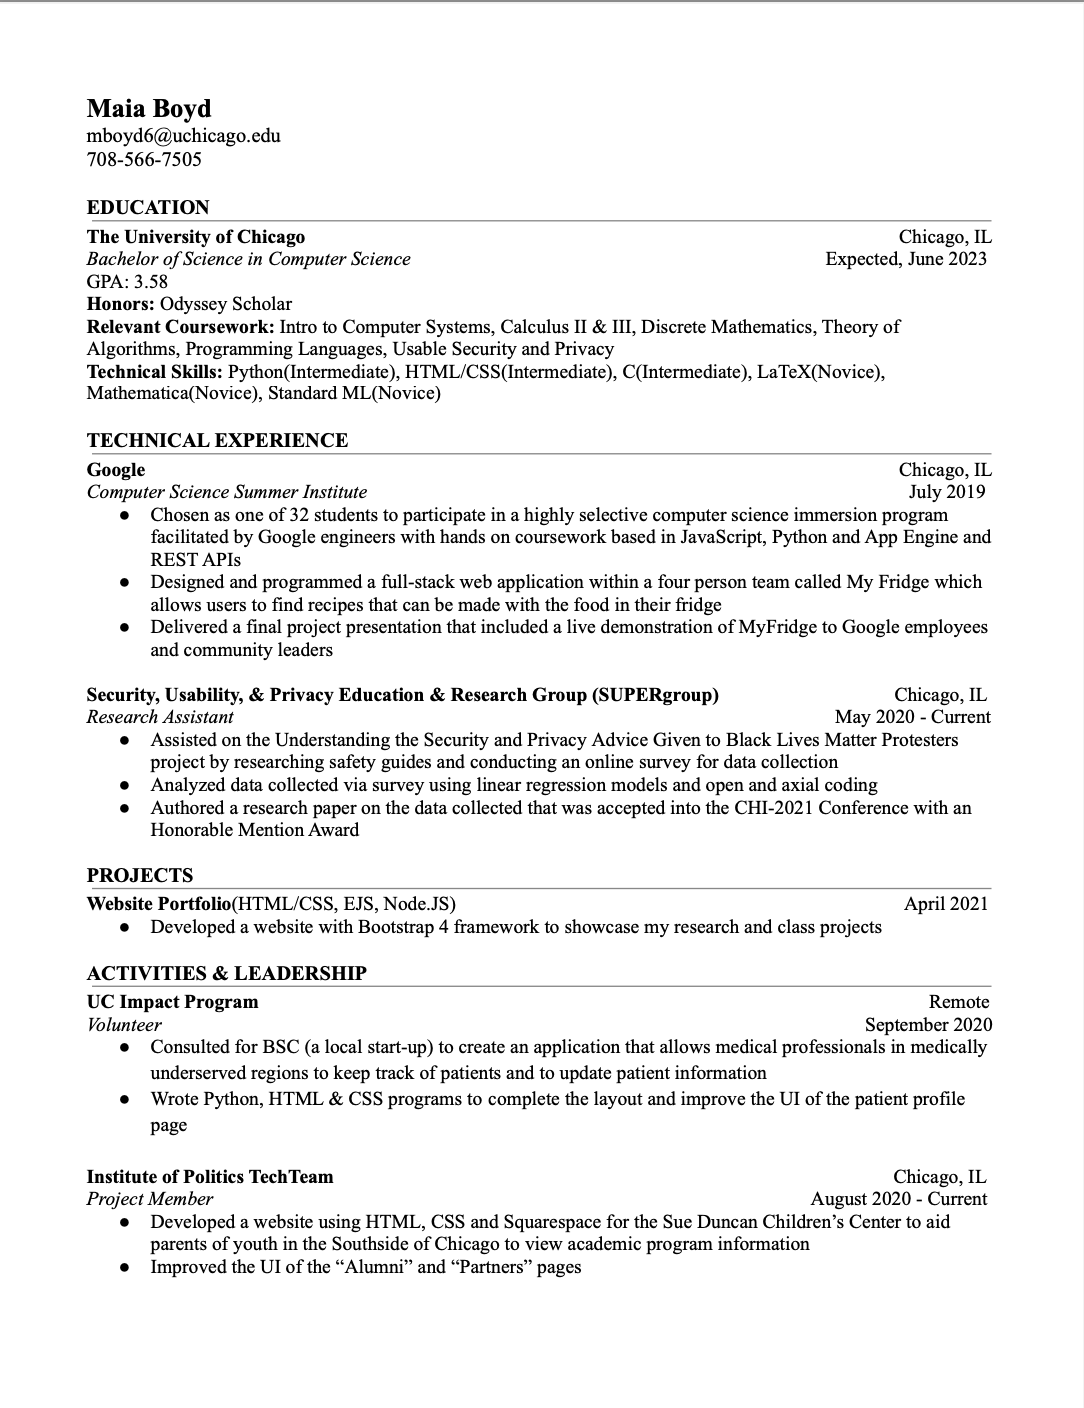 Maia Boyd
mboyd6@uchicago.edu
708-566-7505
EDUCATION
The University of Chicago Chicago, IL
Bachelor of Science in Computer Science Expected, June 2023
GPA: 3.58
Honors: Odyssey Scholar
Relevant Coursework: Intro to Computer Systems, Calculus II & III, Discrete Mathematics, Theory of
Algorithms, Programming Languages, Usable Security and Privacy
Technical Skills: Python(Intermediate), HTML/CSS(Intermediate), C(Intermediate), LaTeX(Novice),
Mathematica(Novice), Standard ML(Novice)
TECHNICAL EXPERIENCE
Google Chicago, IL
Computer Science Summer Institute July 2019
● Chosen as one of 32 students to participate in a highly selective computer science immersion program
facilitated by Google engineers with hands on coursework based in JavaScript, Python and App Engine and
REST APIs
● Designed and programmed a full-stack web application within a four person team called My Fridge which
allows users to find recipes that can be made with the food in their fridge
● Delivered a final project presentation that included a live demonstration of MyFridge to Google employees
and community leaders
Security, Usability, & Privacy Education & Research Group (SUPERgroup) Chicago, IL
Research Assistant May 2020 - Current
● Assisted on the Understanding the Security and Privacy Advice Given to Black Lives Matter Protesters
project by researching safety guides and conducting an online survey for data collection
● Analyzed data collected via survey using linear regression models and open and axial coding
● Authored a research paper on the data collected that was accepted into the CHI-2021 Conference with an
Honorable Mention Award
PROJECTS
Website Portfolio(HTML/CSS, EJS, Node.JS) April 2021
● Developed a website with Bootstrap 4 framework to showcase my research and class projects
ACTIVITIES & LEADERSHIP
UC Impact Program Remote
Volunteer September 2020
● Consulted for BSC (a local start-up) to create an application that allows medical professionals in medically
underserved regions to keep track of patients and to update patient information
● Wrote Python, HTML & CSS programs to complete the layout and improve the UI of the patient profile
page
Institute of Politics TechTeam Chicago, IL
Project Member August 2020 - Current
● Developed a website using HTML, CSS and Squarespace for the Sue Duncan Children’s Center to aid
parents of youth in the Southside of Chicago to view academic program information
● Improved the UI of the “Alumni” and “Partners” pages